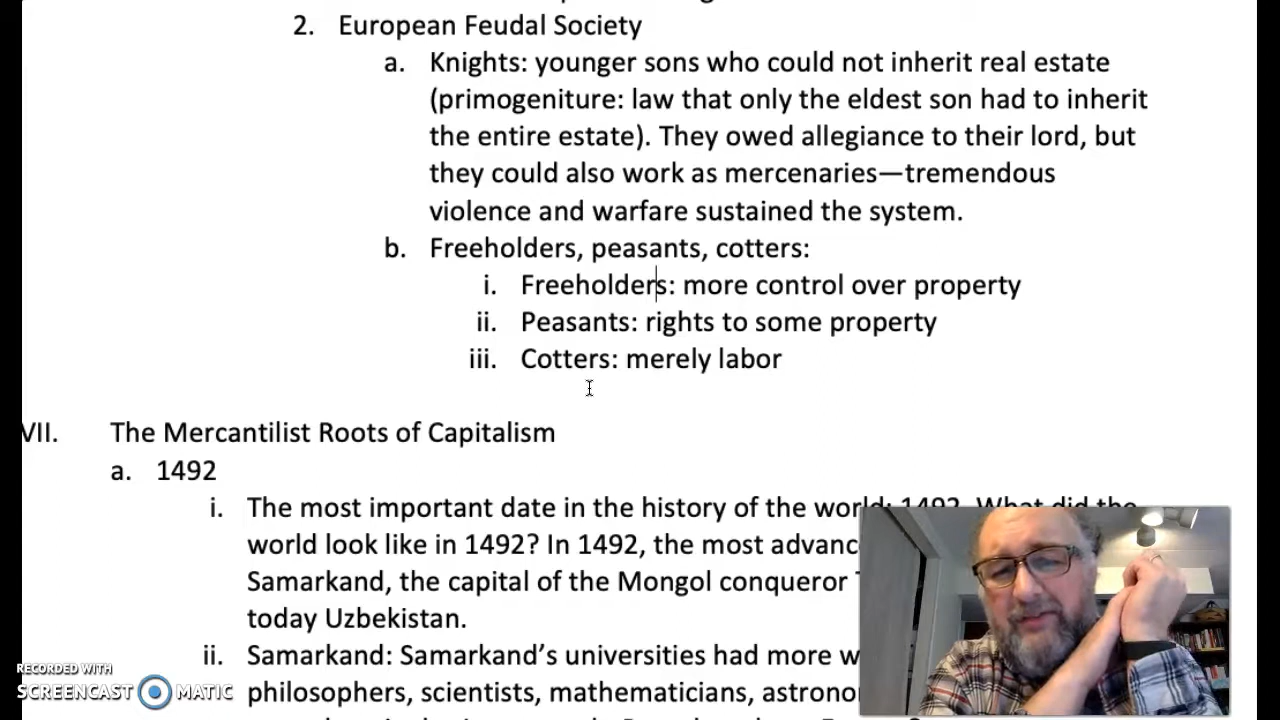 2. European Feudal Society
a. Knights: younger sons who could not inherit real estate
(primogeniture: law that only the eldest son had to inherit
the entire estate). They owed allegiance to their lord, but
they could also work as mercenaries—tremendous
violence and warfare sustained the system.
b. Freeholders, peasants, cotters:
i. Freeholders: more control over property
ii. Peasants: rights to some property
iii. Cotters: merely labor
VII. The Mercantilist Roots of Capitalism
a. 1492
i. The most important date in the history of the world: 1492. What did the
world look like in 1492? In 1492, the most advanc
Samarkand, the capital of the Mongol conqueror T
today Uzbekistan.
ii. Samarkand: Samarkand’s universities had more w
philosophers, scientists, mathematicians, astrono
RECORDED WITH
SCREENCAST MATIC